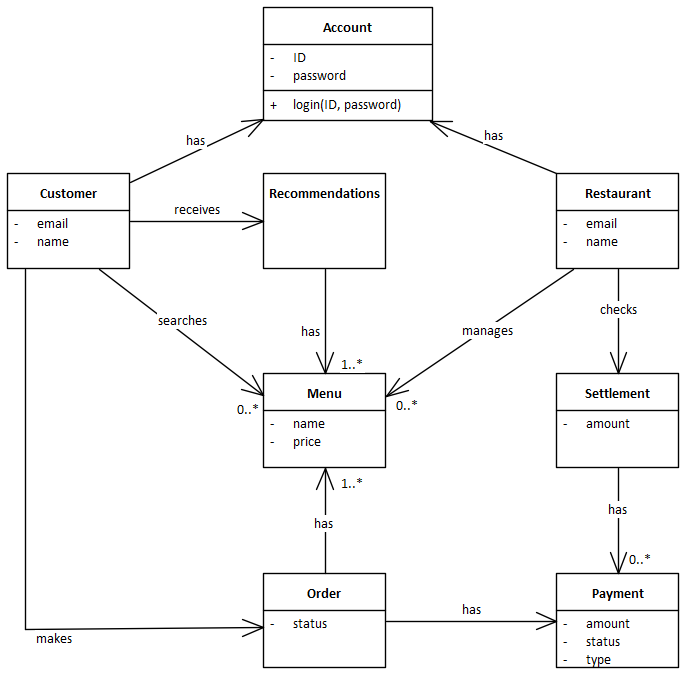 Account
- ID
- password
+ login(ID, password)
has
has
Customer
- email
- name
receives
Recommendations
Restaurant
- email
- name
searches
has
manages
checks
1..*
0..*
0..*
Menu
- name
- price
Settlement
- amount
1..*
has
has
0..*
Order
- status
has
Payment
- amount
- status
- type
makes